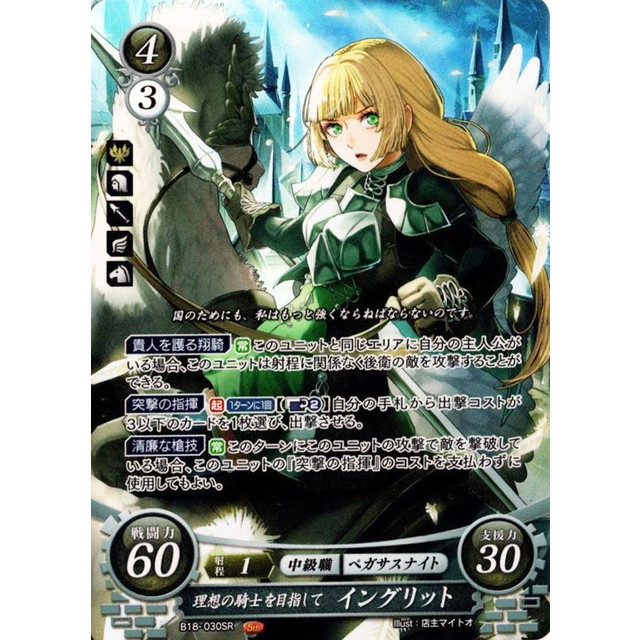 4
3
国のためにも、私はもっと強くならねばならないのです。
貴人を護る翔騎 常 このユニットと同じエリアに自分の主人公が
いる場合、このユニットは射程に関係なく後衛の敵を攻撃することが
できる。
突撃の指揮 起 1ターンに1回 【 2 】自分の手札から出撃コストが
3以下のカードを1枚選び、出撃させる。
清廉な槍技 常 このターンにこのユニットの攻撃で敵を撃破して
いる場合、このユニットの『突撃の指揮』のコストを支払わずに
使用してもよい。
戦闘力
60
射程 1
中級職
ペガサスナイト
支援力
30
理想の騎士を目指して イングリット
B18-030SR 5th
Illust：店主マイトオ